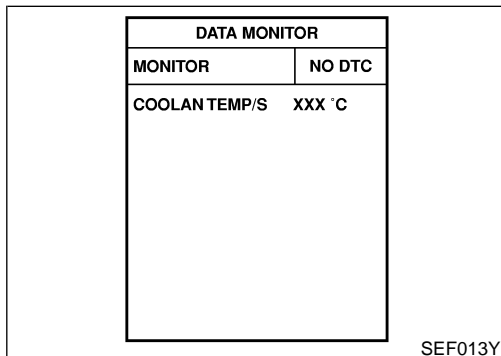 DATA MONITOR
MONITOR NO DTC
COOLAN TEMP/S XXX °C
SEF013Y